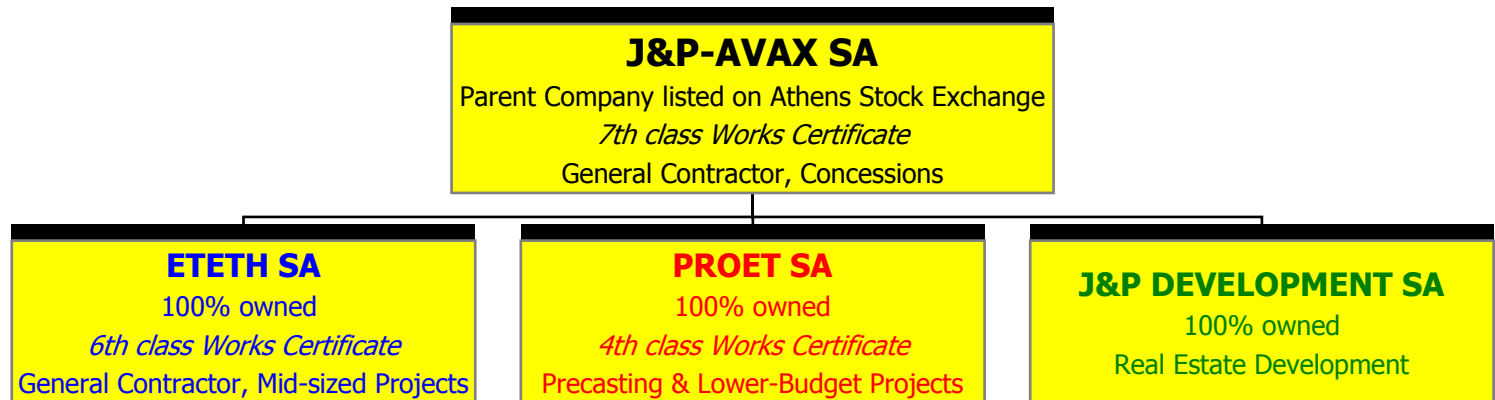 J&P-AVAX SA
Parent Company listed on Athens Stock Exchange
7th class Works Certificate
General Contractor, Concessions
ETETH SA
100% owned
6th class Works Certificate
General Contractor, Mid-sized Projects
PROET SA
100% owned
4th class Works Certificate
Precasting & Lower-Budget Projects
J&P DEVELOPMENT SA
100% owned
Real Estate Development